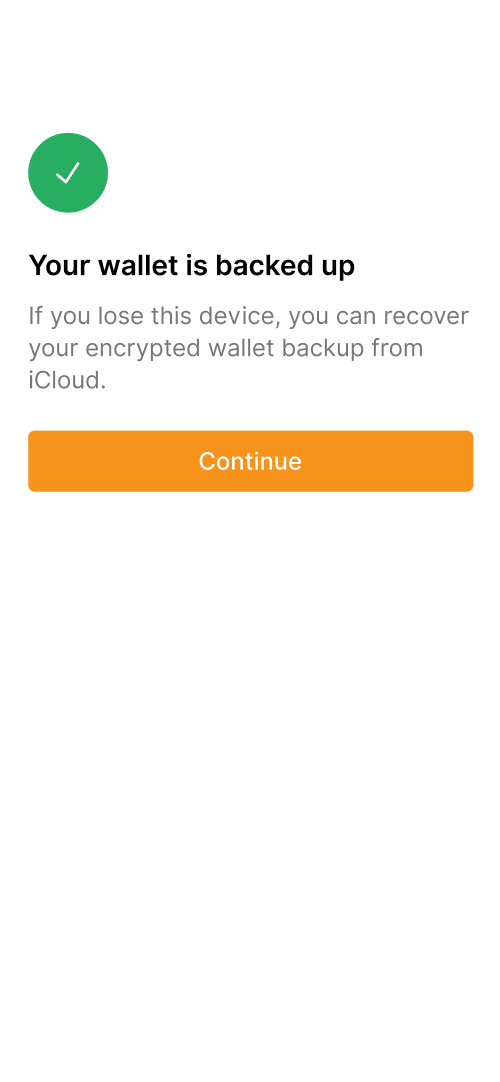 Your wallet is backed up
If you lose this device, you can recover
your encrypted wallet backup from
iCloud.
Continue